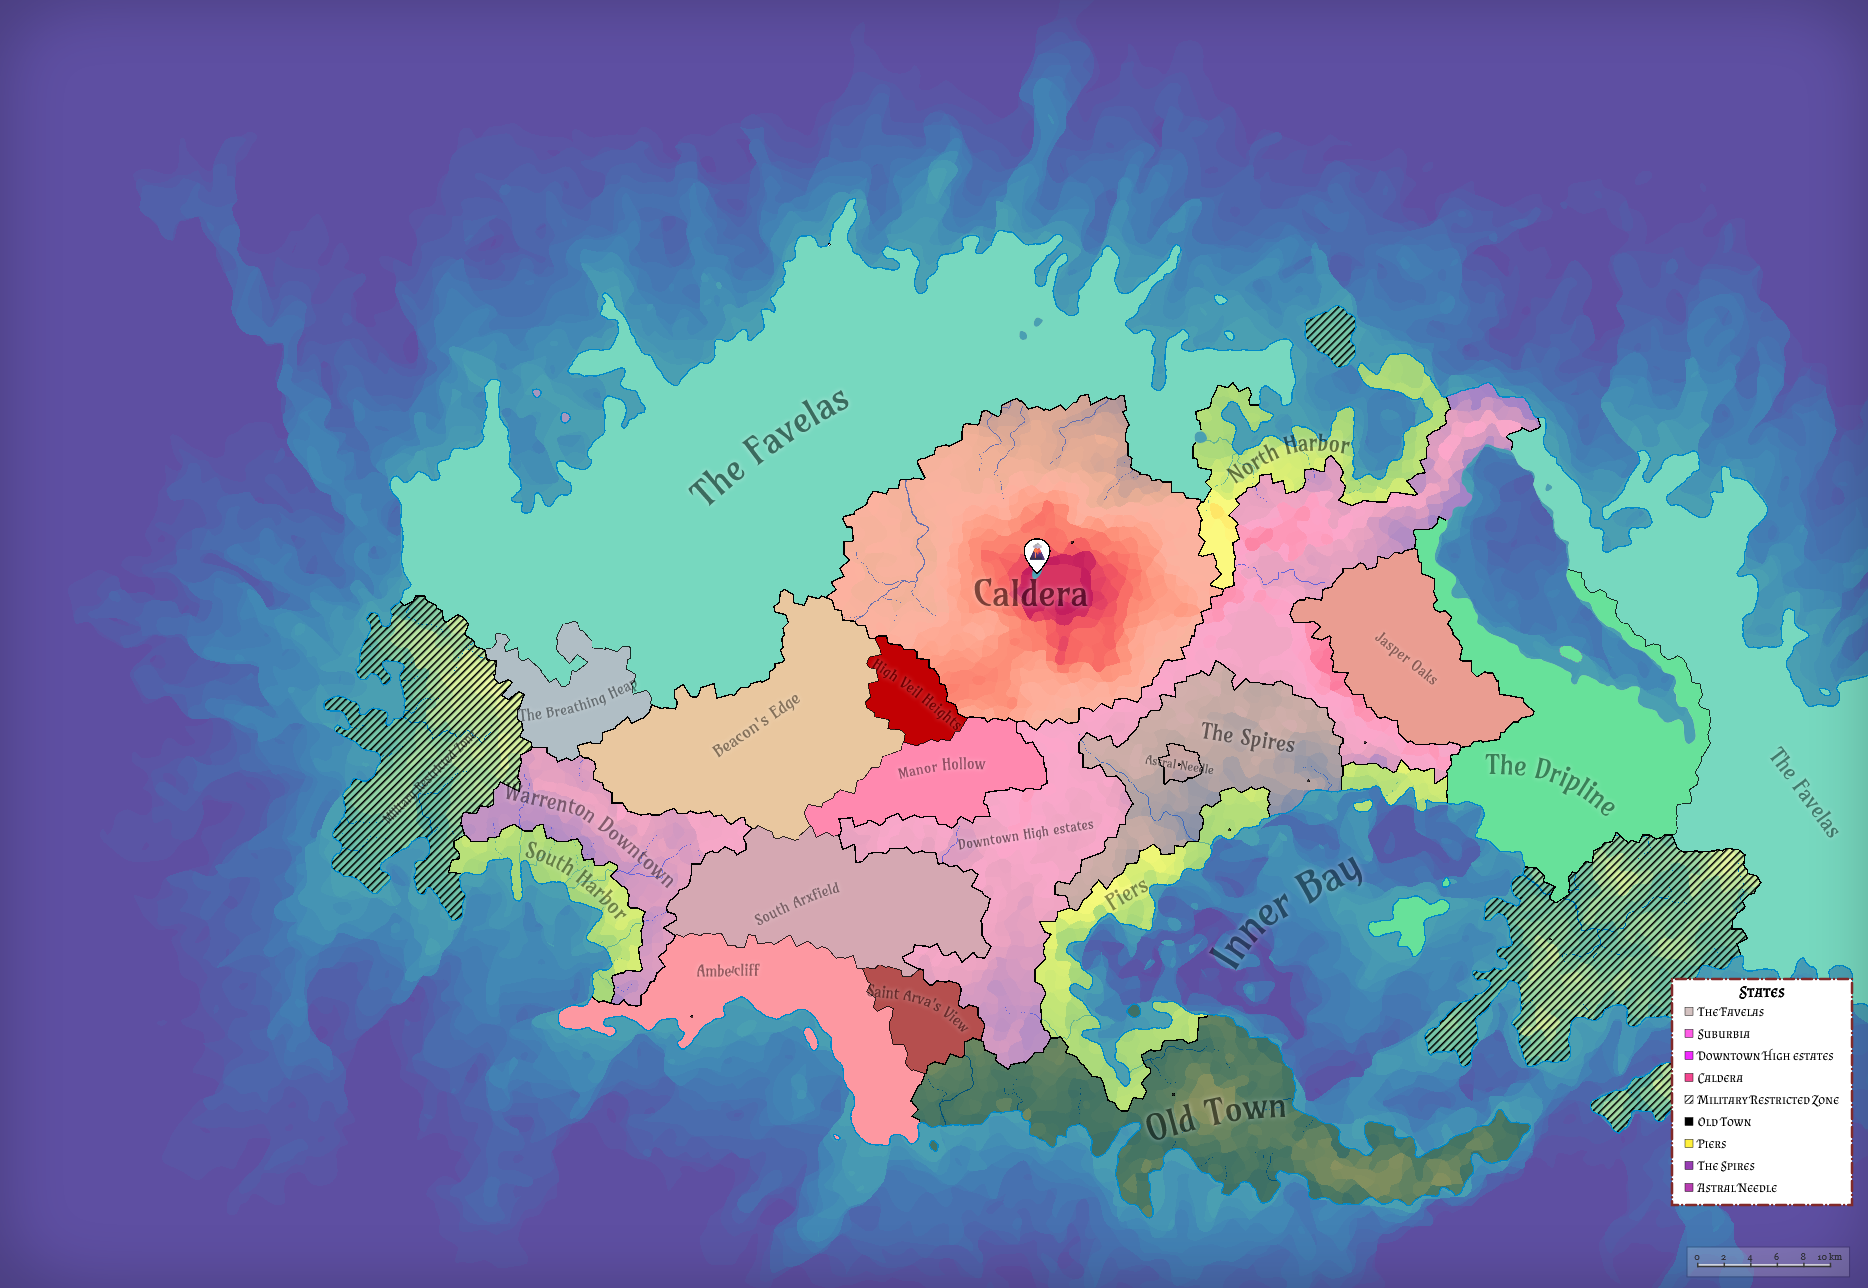 The Favelas
North Harbor
Caldera
Jasper Oaks
High Veil Heights
The Breathing Heap
Beacon's Edge
The Spires
Astral Needle
Manor Hollow
The Dripline
The Favelas
Military Restricted Zone
Warrenton Downtown
Downtown High estates
South Harbor
Piers
Inner Bay
South Arxfield
Ambercliff
Saint Arva's View
Old Town
States
The Favelas
Suburbia
Downtown High estates
Caldera
Military Restricted Zone
Old Town
Piers
The Spires
Astral Needle
0 2 4 6 8 10 km